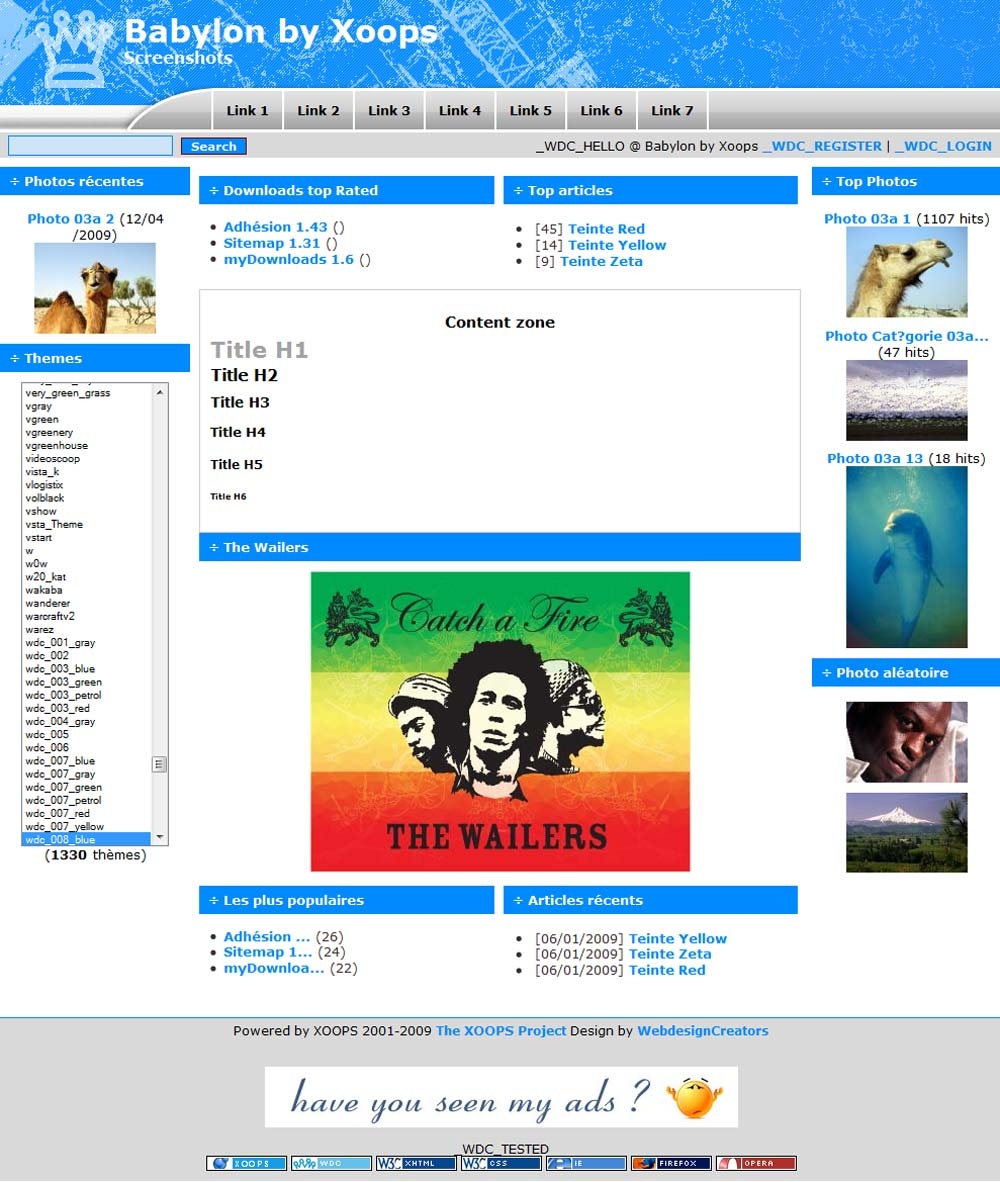 Babylon by Xoops
Screenshots
Link 1
Link 2
Link 3
Link 4
Link 5
Link 6
Link 7
Search
_WDC_HELLO @ Babylon by Xoops _WDC_REGISTER | _WDC_LOGIN
÷ Photos récentes
Photo 03a 2 (12/04
/2009)
÷ Themes
very_green_grass
vgray
vgreen
vgreenery
vgreenhouse
videoscoop
vista_k
vlogistix
volblack
vshow
vsta_Theme
vstart
w
w0w
w20_kat
wakaba
wanderer
warcraftv2
warez
wdc_001_gray
wdc_002
wdc_003_blue
wdc_003_green
wdc_003_petrol
wdc_003_red
wdc_004_gray
wdc_005
wdc_006
wdc_007_blue
wdc_007_gray
wdc_007_green
wdc_007_petrol
wdc_007_red
wdc_007_yellow
wdc_008_blue
(1330 thèmes)
÷ Downloads top Rated
• Adhésion 1.43 ()
• Sitemap 1.31 ()
• myDownloads 1.6 ()
÷ Top articles
• [45] Teinte Red
• [14] Teinte Yellow
• [9] Teinte Zeta
Content zone
Title H1
Title H2
Title H3
Title H4
Title H5
Title H6
÷ The Wailers
Catch a Fire
THE WAILERS
÷ Les plus populaires
• Adhésion ... (26)
• Sitemap 1... (24)
• myDownloa... (22)
÷ Articles récents
• [06/01/2009] Teinte Yellow
• [06/01/2009] Teinte Zeta
• [06/01/2009] Teinte Red
÷ Top Photos
Photo 03a 1 (1107 hits)
Photo Cat?gorie 03a...
(47 hits)
Photo 03a 13 (18 hits)
÷ Photo aléatoire
Powered by XOOPS 2001-2009 The XOOPS Project Design by WebdesignCreators
have you seen my ads ?
_WDC_TESTED
XOOPS
WDC
W3C XHTML
W3C CSS
IE
FIREFOX
OPERA